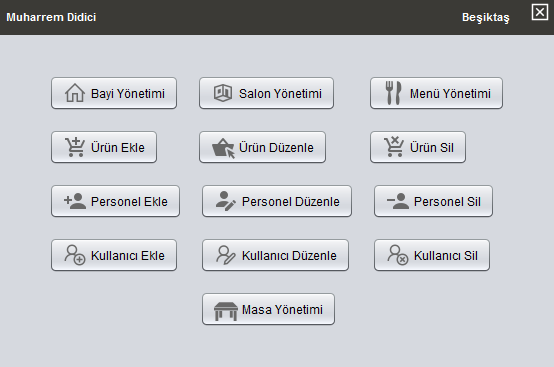 Muharrem Didici
Beşiktaş
Bayi Yönetimi
Salon Yönetimi
Menü Yönetimi
Ürün Ekle
Ürün Düzenle
Ürün Sil
Personel Ekle
Personel Düzenle
Personel Sil
Kullanıcı Ekle
Kullanıcı Düzenle
Kullanıcı Sil
Masa Yönetimi